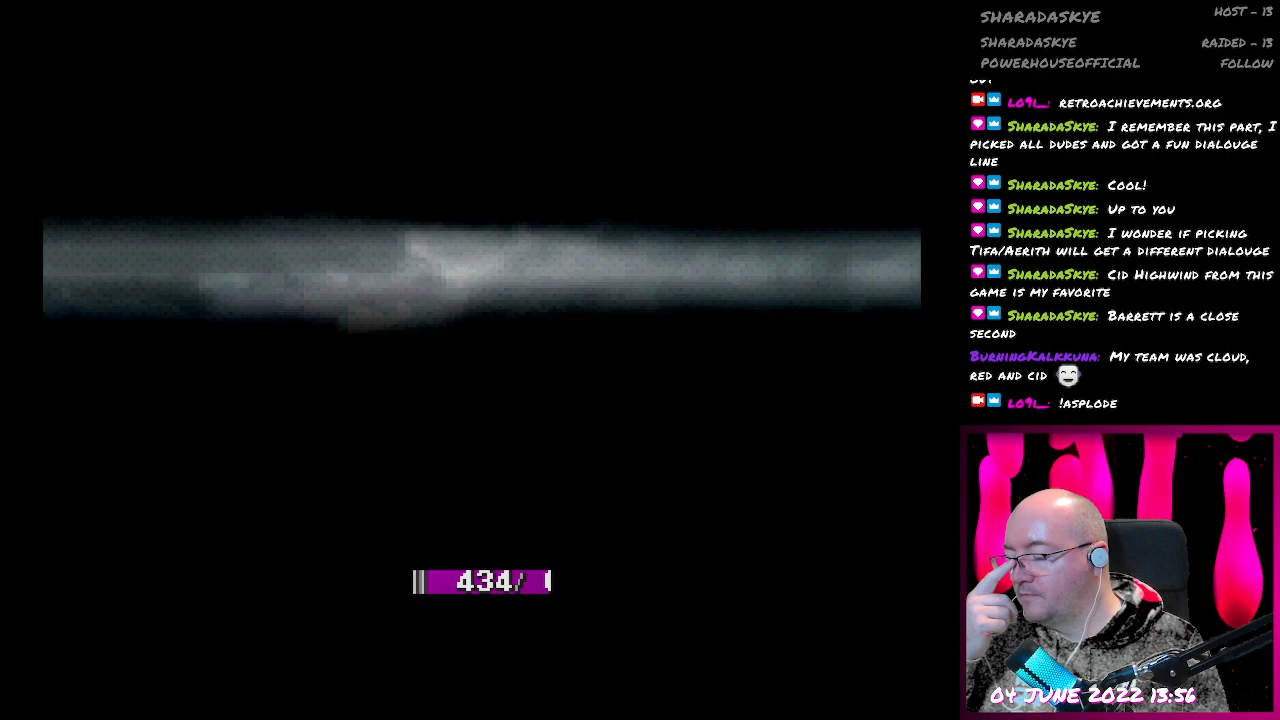 SHARADASKYE HOST - 13
SHARADASKYE RAIDED - 13
POWERHOUSEOFFICIAL FOLLOW
LO91_: RETROACHIEVEMENTS.ORG
SHARADASKYE: I REMEMBER THIS PART, I
PICKED ALL DUDES AND GOT A FUN DIALOUGE
LINE
SHARADASKYE: COOL!
SHARADASKYE: UP TO YOU
SHARADASKYE: I WONDER IF PICKING
TIFA/AERITH WILL GET A DIFFERENT DIALOUGE
SHARADASKYE: CID HIGHWIND FROM THIS
GAME IS MY FAVORITE
SHARADASKYE: BARRETT IS A CLOSE
SECOND
BURNINGKALKKUNA: MY TEAM WAS CLOUD,
RED AND CID
LO91_: !ASPLODE
434/
04 JUNE 2022 13:56